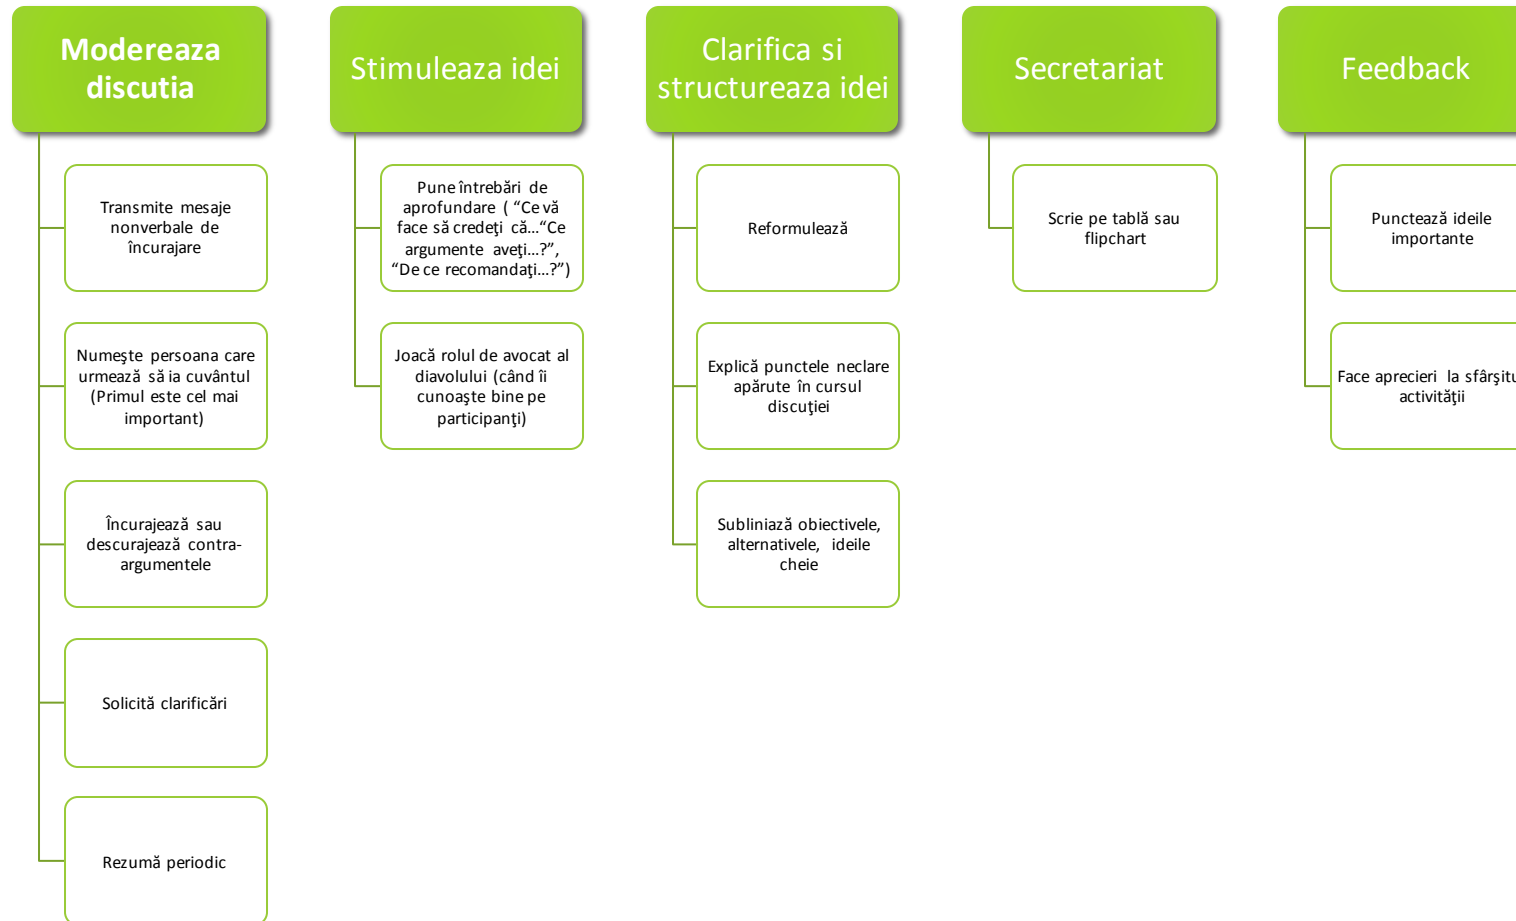 Modereaza
discutia
Transmite mesaje
nonverbale de
încurajare
Numeşte persoana care
urmează să ia cuvântul
(Primul este cel mai
important)
Încurajează sau
descurajează contra-
argumentele
Solicită clarificări
Rezumă periodic
Stimuleaza idei
Pune întrebări de
aprofundare ( “Ce vă
face să credeţi că...“Ce
argumente aveţi...?”,
“De ce recomandaţi...?”)
Joacă rolul de avocat al
diavolului (când îi
cunoaşte bine pe
participanţi)
Clarifica si
structureaza idei
Reformulează
Explică punctele neclare
apărute în cursul
discuţiei
Subliniază obiectivele,
alternativele, ideile
cheie
Secretariat
Scrie pe tablă sau
flipchart
Feedback
Punctează ideile
importante
Face aprecieri la sfârşitu
activităţii